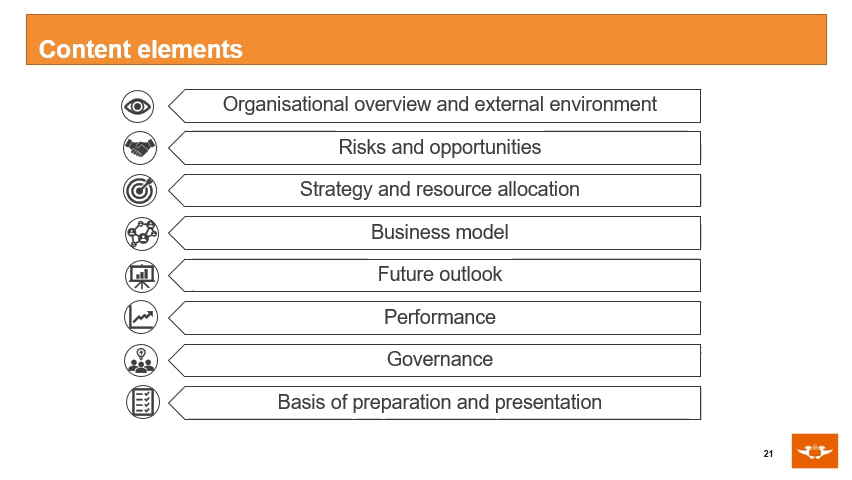 Content elements
Organisational overview and external environment
Risks and opportunities
Strategy and resource allocation
Business model
Future outlook
Performance
Governance
Basis of preparation and presentation
21